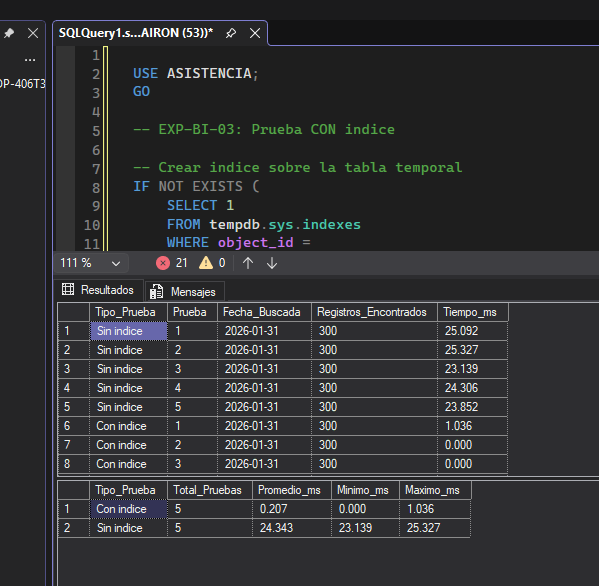 SQLQuery1.s...AIRON (53))*
...
OP-406T3
1
2 USE ASISTENCIA;
3 GO
4
5 -- EXP-BI-03: Prueba CON indice
6
7 -- Crear indice sobre la tabla temporal
8 IF NOT EXISTS (
9 SELECT 1
10 FROM tempdb.sys.indexes
11 WHERE object_id =
111 % 21 0
Resultados Mensajes
Tipo_Prueba Prueba Fecha_Buscada Registros_Encontrados Tiempo_ms
1 Sin indice 1 2026-01-31 300 25.092
2 Sin indice 2 2026-01-31 300 25.327
3 Sin indice 3 2026-01-31 300 23.139
4 Sin indice 4 2026-01-31 300 24.306
5 Sin indice 5 2026-01-31 300 23.852
6 Con indice 1 2026-01-31 300 1.036
7 Con indice 2 2026-01-31 300 0.000
8 Con indice 3 2026-01-31 300 0.000
Tipo_Prueba Total_Pruebas Promedio_ms Minimo_ms Maximo_ms
1 Con indice 5 0.207 0.000 1.036
2 Sin indice 5 24.343 23.139 25.327